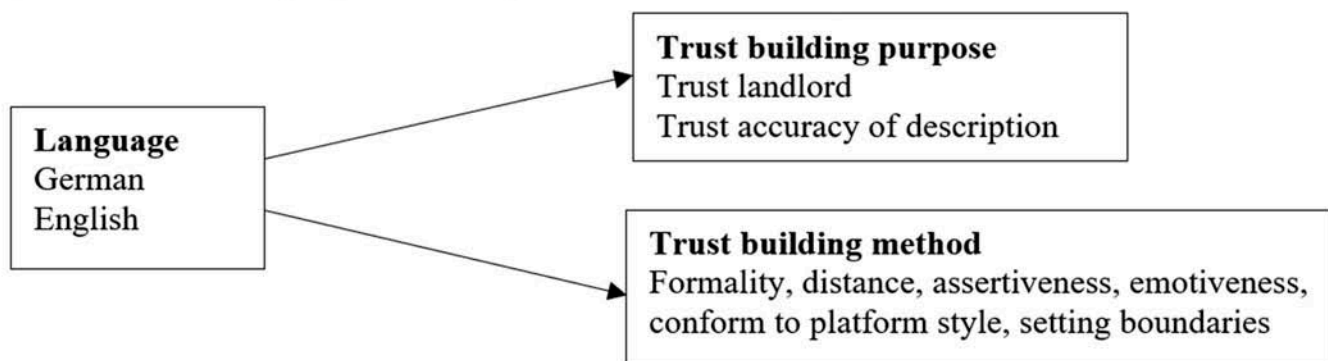 Language
German
English
Trust building purpose
Trust landlord
Trust accuracy of description
Trust building method
Formality, distance, assertiveness, emotiveness,
conform to platform style, setting boundaries